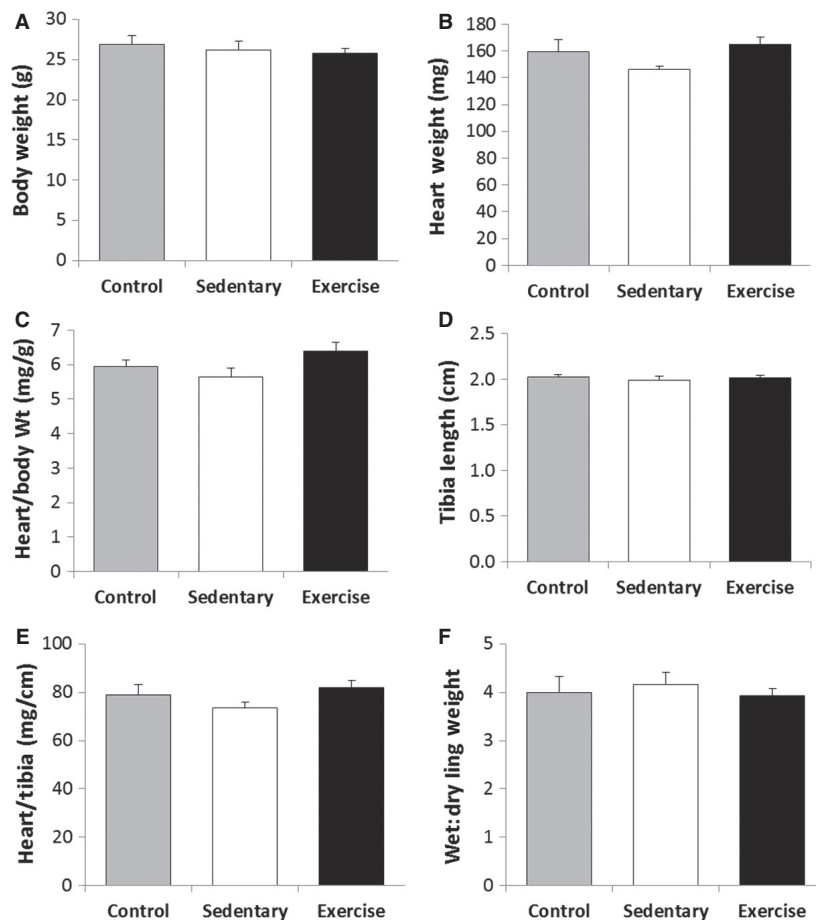 A
Body weight (g)
30
25
20
15
10
5
0
Control Sedentary Exercise
B
Heart weight (mg)
180
160
140
120
100
80
60
40
20
0
Control Sedentary Exercise
C
Heart/body Wt (mg/g)
7
6
5
4
3
2
1
0
Control Sedentary Exercise
D
Tibia length (cm)
2.5
2.0
1.5
1.0
0.5
0.0
Control Sedentary Exercise
E
Heart/tibia (mg/cm)
100
80
60
40
20
0
Control Sedentary Exercise
F
Wet:dry ling weight
5
4
3
2
1
0
Control Sedentary Exercise